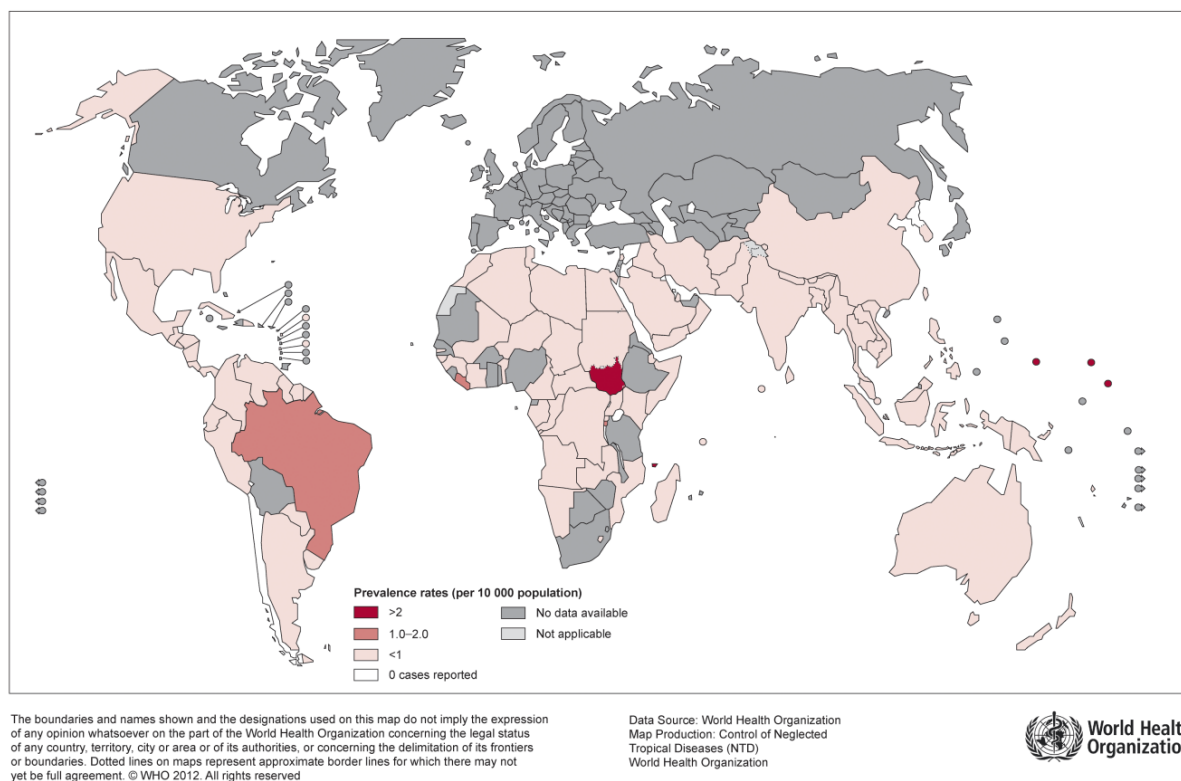 Prevalence rates (per 10 000 population)
>2
1.0–2.0
<1
0 cases reported
No data available
Not applicable
The boundaries and names shown and the designations used on this map do not imply the expression
of any opinion whatsoever on the part of the World Health Organization concerning the legal status
of any country, territory, city or area or of its authorities, or concerning the delimitation of its frontiers
or boundaries. Dotted lines on maps represent approximate border lines for which there may not
yet be full agreement. © WHO 2012. All rights reserved
Data Source: World Health Organization
Map Production: Control of Neglected
Tropical Diseases (NTD)
World Health Organization
World Healt
Organizatio